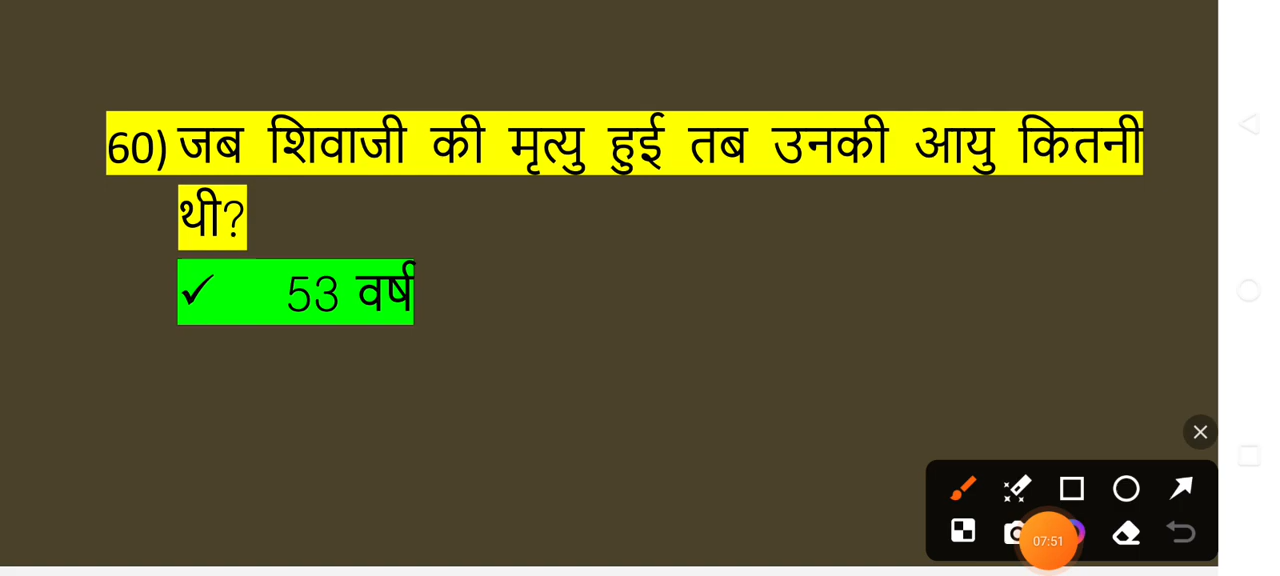 60) जब शिवाजी की मृत्यु हुई तब उनकी आयु कितनी
थी?
✓ 53 वर्ष
07:51